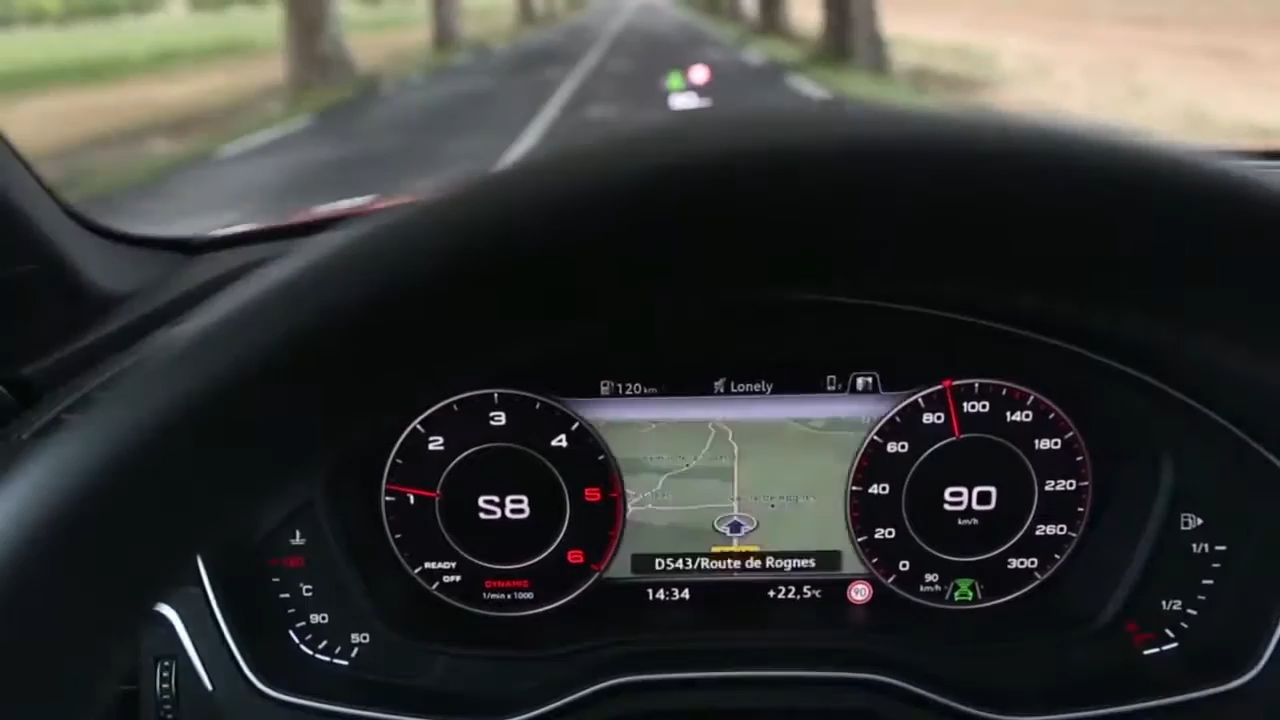 120 km
Lonely
3
2
4
1
5
6
S8
READY
OFF
DYNAMIC
1/min x 1000
D543/Route de Rognes
14:34
+22,5°C
90
80
100
140
60
180
40
220
20
260
0
300
90
km/h
90
km/h
°C
90
50
1/1
1/2